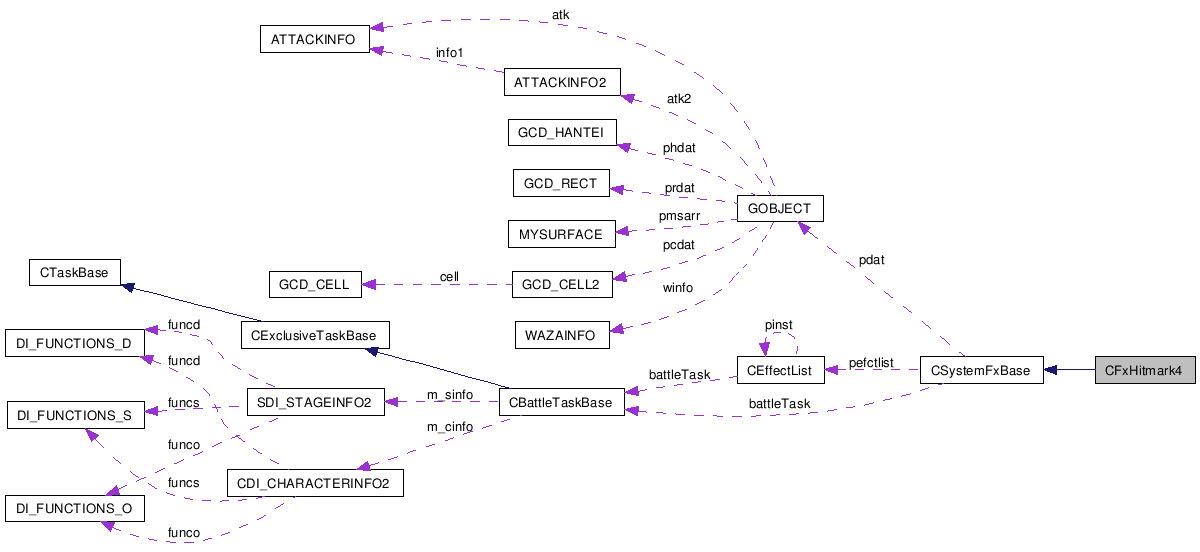 atk
ATTACKINFO
info1
ATTACKINFO2
atk2
GCD_HANTEI
phdat
GCD_RECT
prdat
GOBJECT
pmsarr
MYSURFACE
pcdat
pdat
CTaskBase
GCD_CELL
cell
GCD_CELL2
winfo
funcd
CExclusiveTaskBase
WAZAINFO
pinst
DI_FUNCTIONS_D
funcd
battleTask
CEffectList
pefctlist
CSystemFxBase
CFxHitmark4
funcs
SDI_STAGEINFO2
m_sinfo
CBattleTaskBase
battleTask
DI_FUNCTIONS_S
m_cinfo
funco
funcs
CDI_CHARACTERINFO2
DI_FUNCTIONS_O
funco